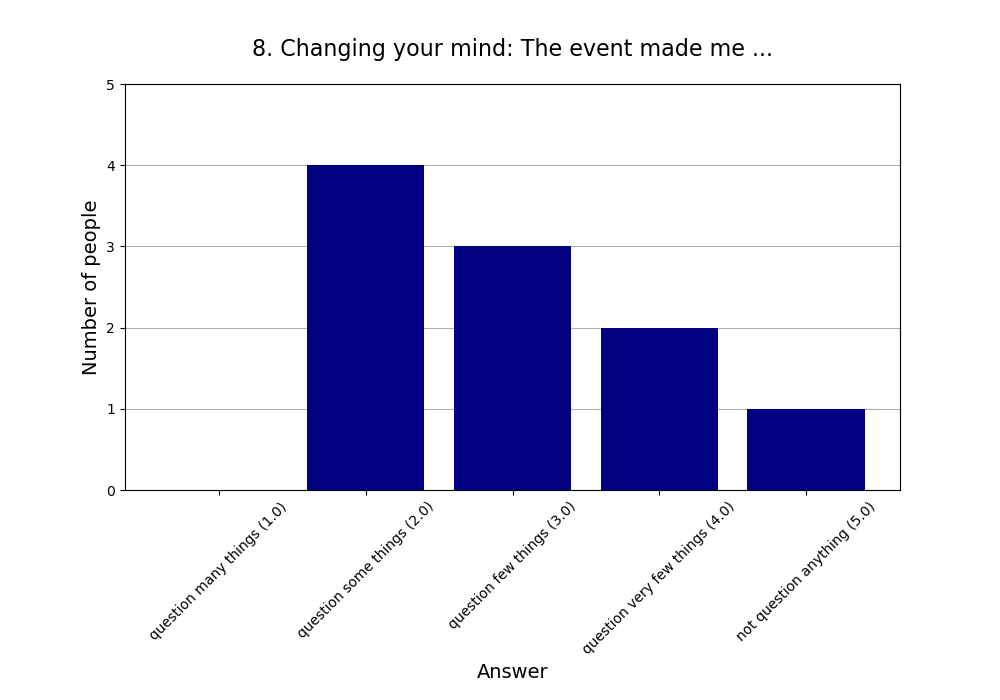 8. Changing your mind: The event made me ...
5
4
3
2
1
0
Number of people
question many things (1.0)
question some things (2.0)
question few things (3.0)
question very few things (4.0)
not question anything (5.0)
Answer